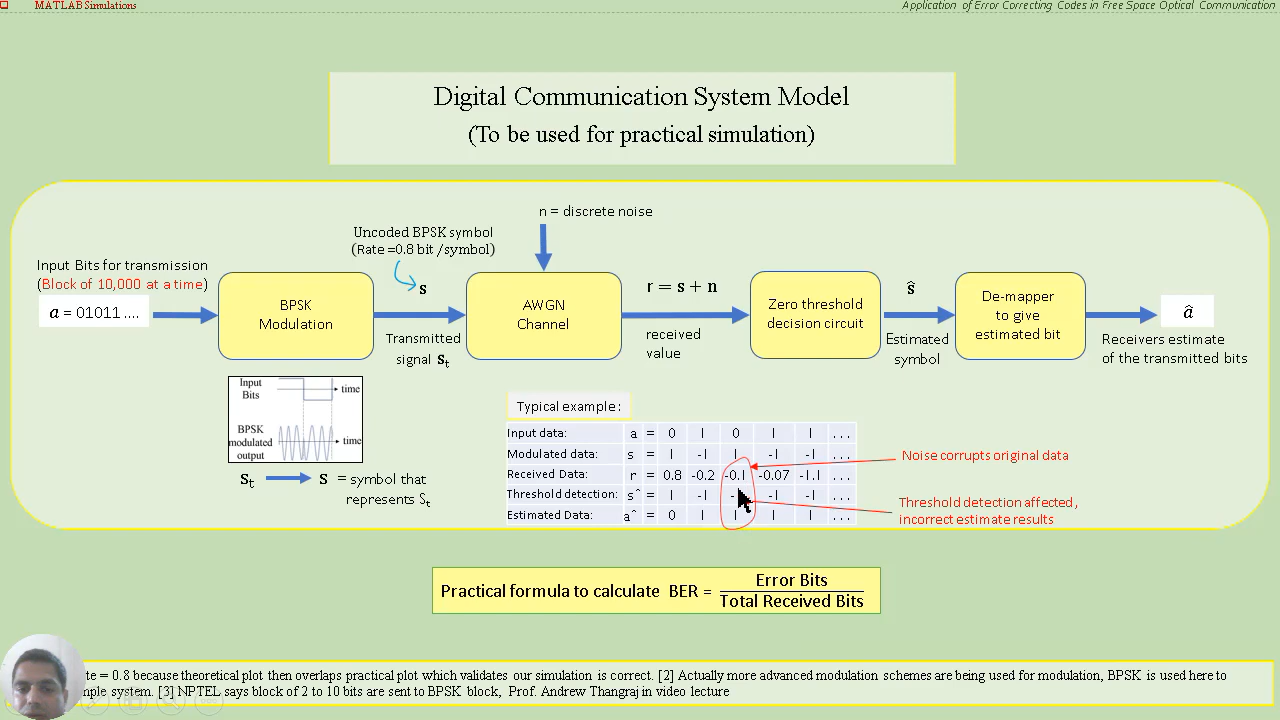 MATLAB Simulations
Application of Error Correcting Codes in Free Space Optical Communication
Digital Communication System Model
(To be used for practical simulation)
n = discrete noise
Uncoded BPSK symbol
(Rate =0.8 bit /symbol)
Input Bits for transmission
(Block of 10,000 at a time)
a = 01011 ....
BPSK
Modulation
s
Transmitted
signal St
AWGN
Channel
r = s + n
received
value
Zero threshold
decision circuit
ŝ
Estimated
symbol
De-mapper
to give
estimated bit
â
Receivers estimate
of the transmitted bits
Input
Bits
time
BPSK
modulated
output
time
St s = symbol that
represents St
Typical example:
Input data: a = 0 1 0 1 1 ...
Modulated data: s = 1 -1 1 -1 -1 ...
Received Data: r = 0.8 -0.2 -0.1 -0.07 -1.1 ...
Threshold detection: s^ = 1 -1 - -1 -1 ...
Estimated Data: a^ = 0 1 1 1 1 ...
Noise corrupts original data
Threshold detection affected,
incorrect estimate results
Practical formula to calculate BER = Error Bits
Total Received Bits
te = 0.8 because theoretical plot then overlaps practical plot which validates our simulation is correct. [2] Actually more advanced modulation schemes are being used for modulation, BPSK is used here to
mple system. [3] NPTEL says block of 2 to 10 bits are sent to BPSK block, Prof. Andrew Thangraj in video lecture